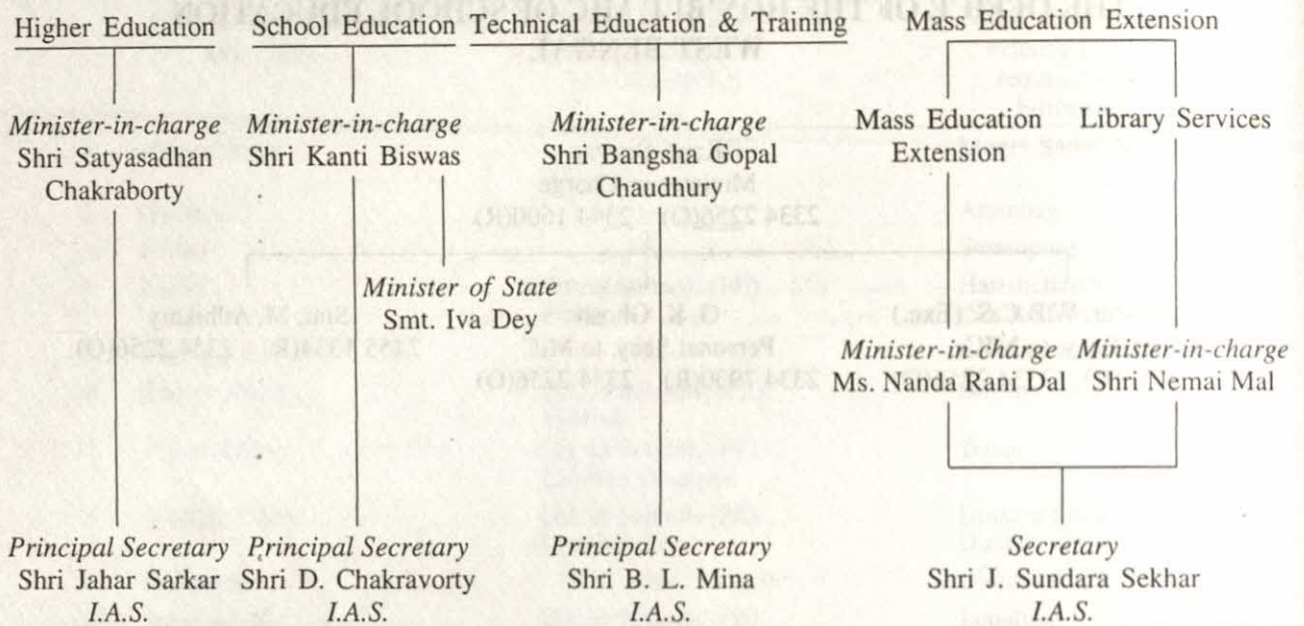 Higher Education School Education Technical Education & Training Mass Education Extension
Minister-in-charge
Shri Satyasadhan
Chakraborty
Minister-in-charge
Shri Kanti Biswas
Minister of State
Smt. Iva Dey
Minister-in-charge
Shri Bangsha Gopal
Chaudhury
Mass Education
Extension
Library Services
Minister-in-charge
Ms. Nanda Rani Dal
Minister-in-charge
Shri Nemai Mal
Principal Secretary
Shri Jahar Sarkar
I.A.S.
Principal Secretary
Shri D. Chakravorty
I.A.S.
Principal Secretary
Shri B. L. Mina
I.A.S.
Secretary
Shri J. Sundara Sekhar
I.A.S.